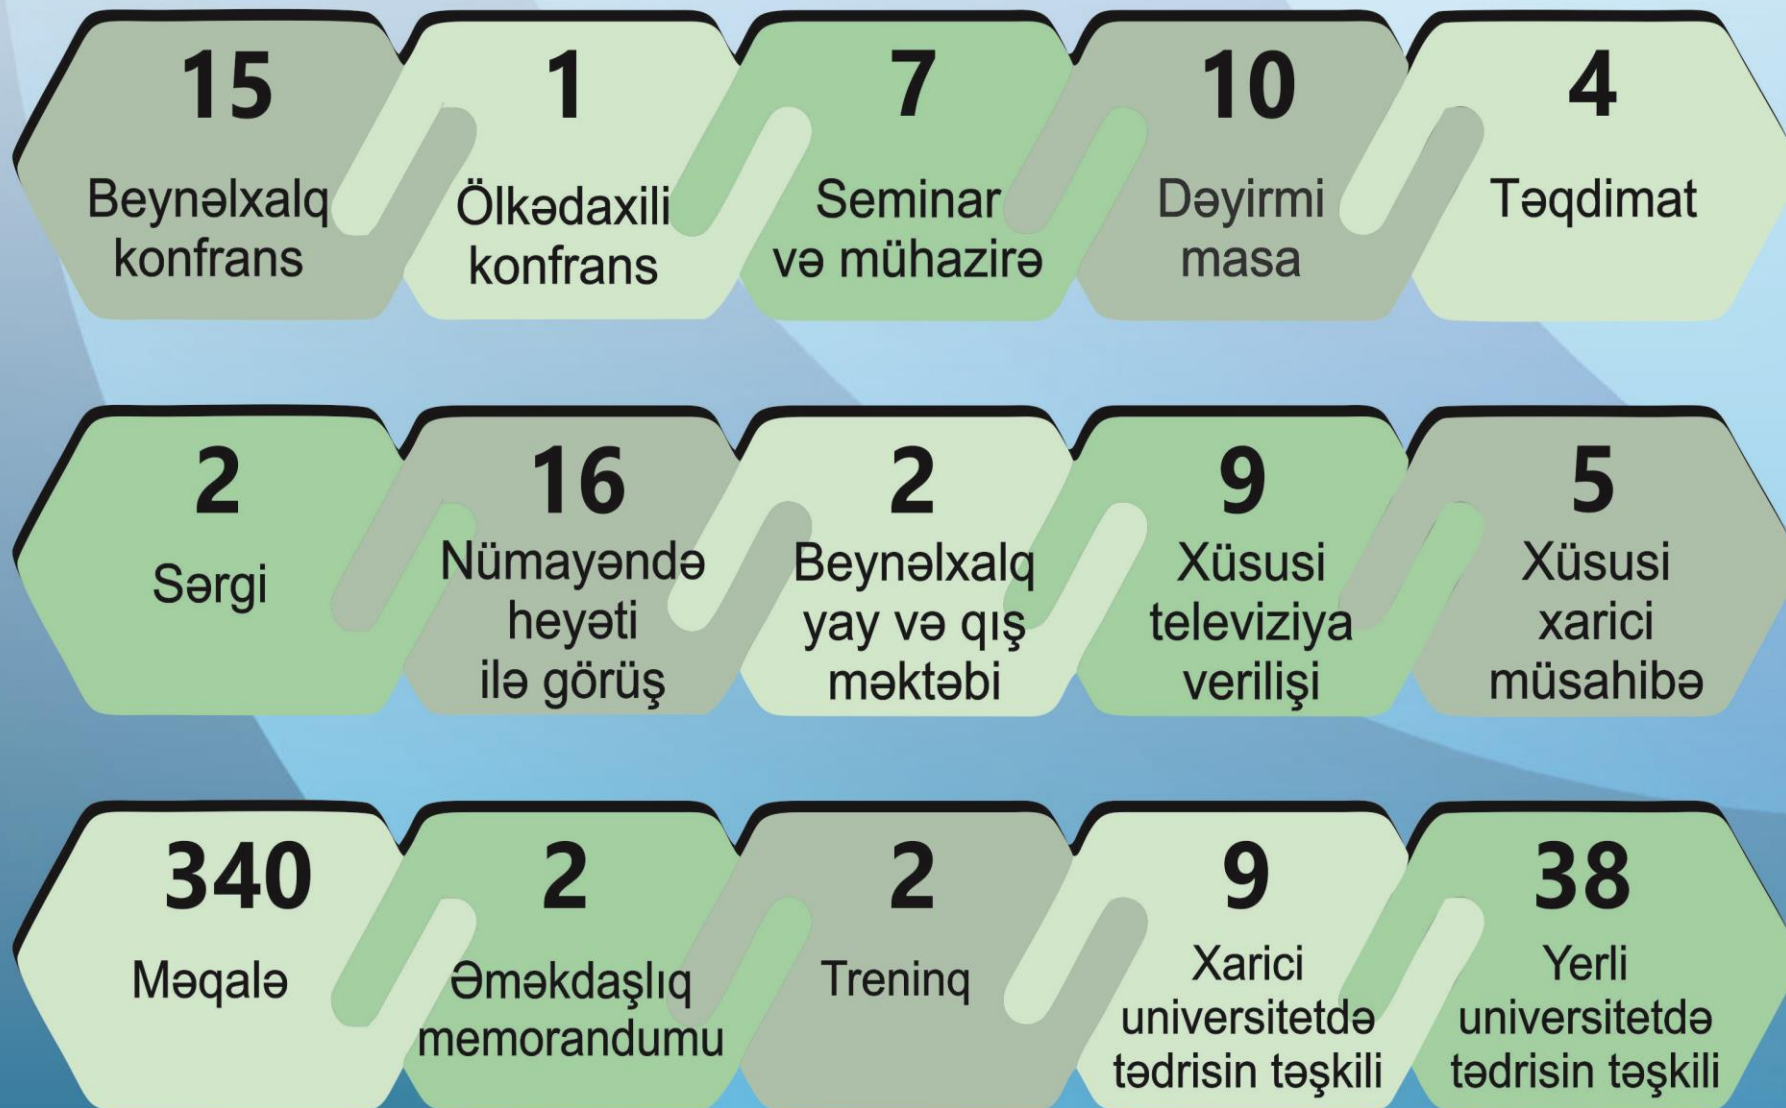 15
Beynəlxalq
konfrans
1
Ölkədaxili
konfrans
7
Seminar
və mühazirə
10
Dəyirmi
masa
4
Təqdimat
2
Sərgi
16
Nümayəndə
heyəti
ilə görüş
2
Beynəlxalq
yay və qış
məktəbi
9
Xüsusi
televiziya
verilişi
5
Xüsusi
xarici
müsahibə
340
Məqalə
2
Əməkdaşlıq
memorandumu
2
Treninq
9
Xarici
universitetdə
tədrisin təşkili
38
Yerli
universitetdə
tədrisin təşkili